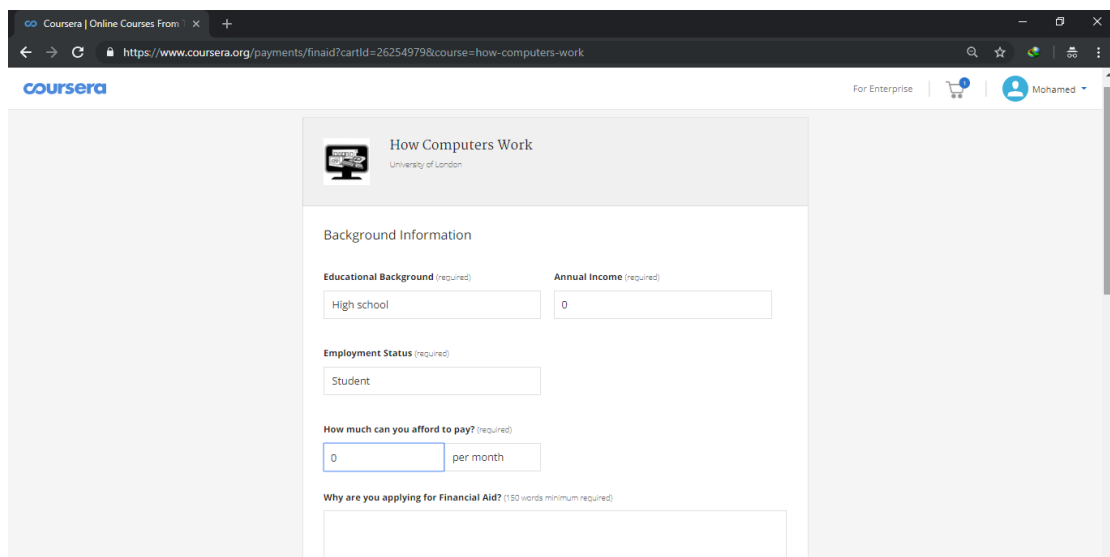 Coursera | Online Courses From T
https://www.coursera.org/payments/finaid?cartId=26254979&course=how-computers-work
coursera
For Enterprise
1
Mohamed
How Computers Work
University of London
Background Information
Educational Background (required) Annual Income (required)
High school 0
Employment Status (required)
Student
How much can you afford to pay? (required)
0 per month
Why are you applying for Financial Aid? (150 words minimum required)